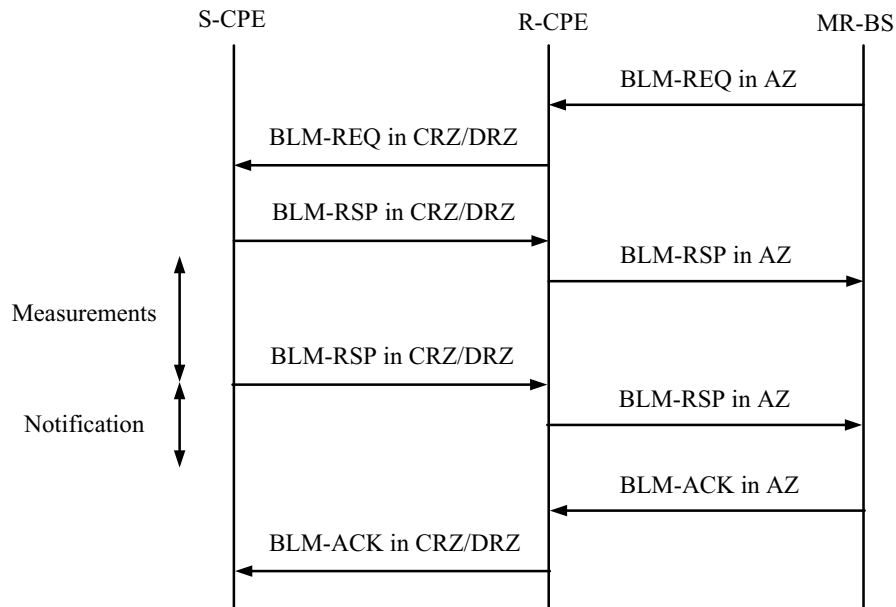 S-CPE
R-CPE
MR-BS
BLM-REQ in AZ
BLM-REQ in CRZ/DRZ
BLM-RSP in CRZ/DRZ
BLM-RSP in AZ
Measurements
BLM-RSP in CRZ/DRZ
BLM-RSP in AZ
Notification
BLM-ACK in AZ
BLM-ACK in CRZ/DRZ